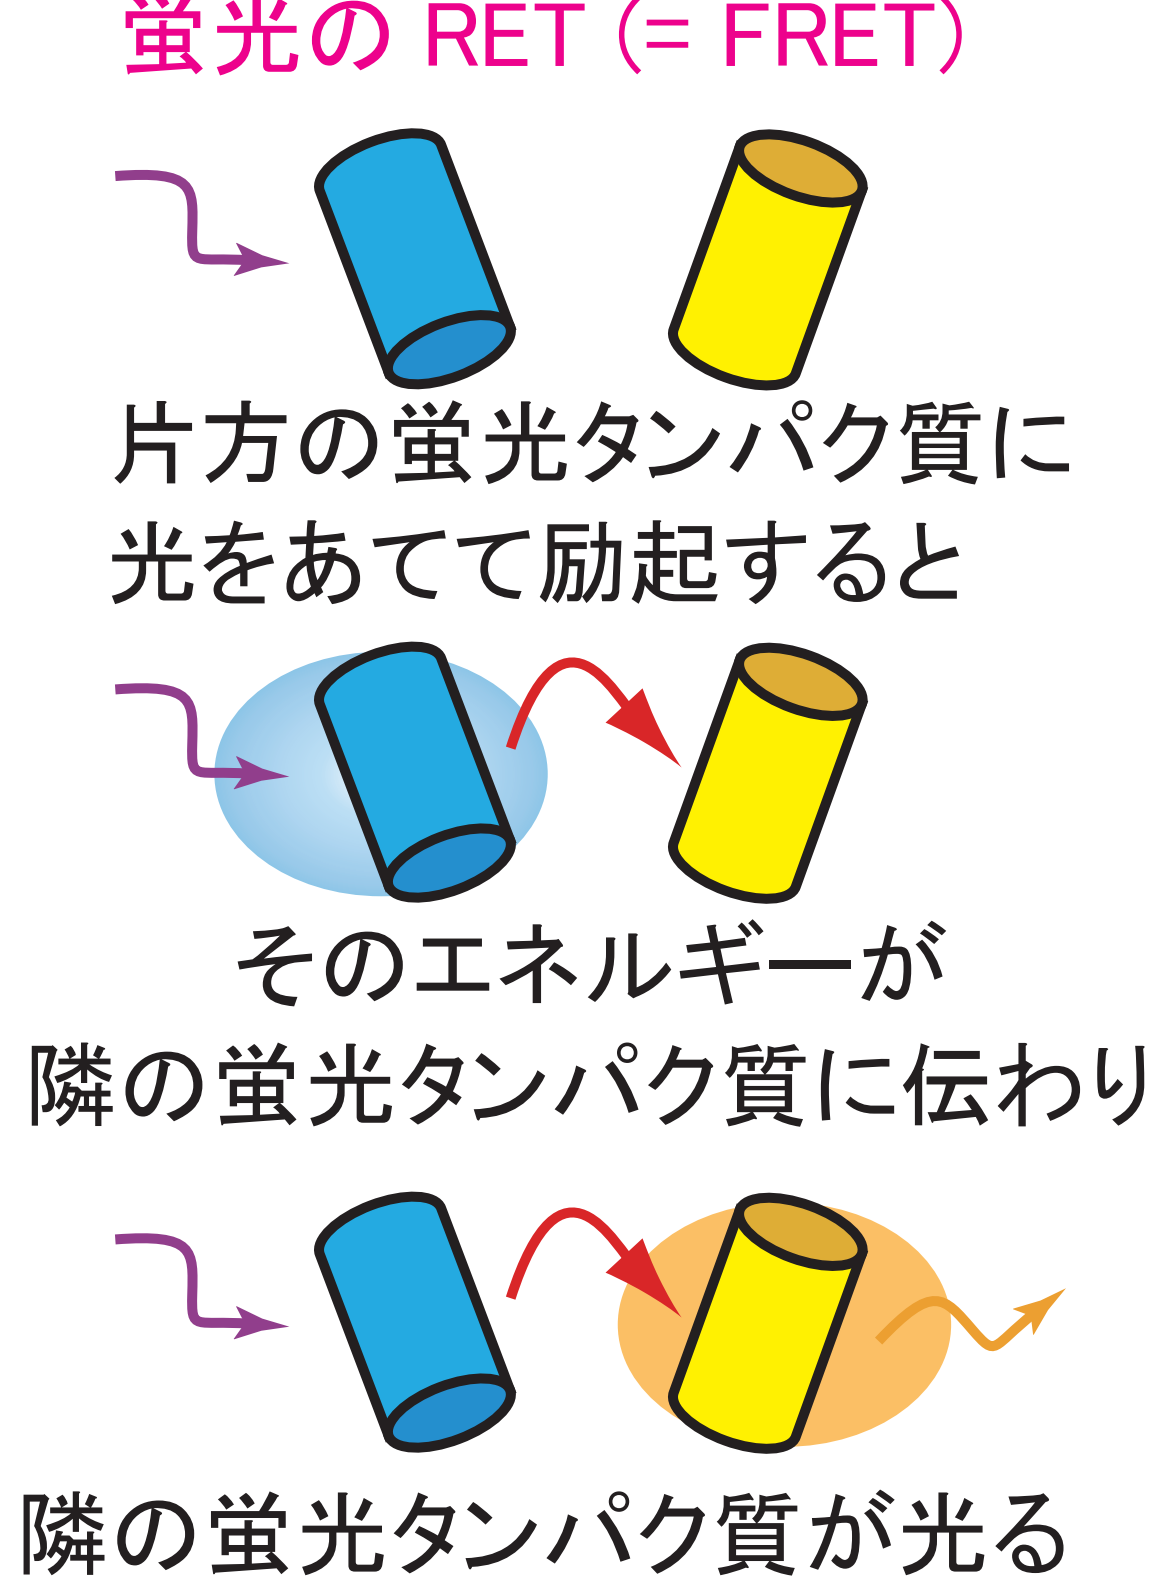 蛍光の RET (= FRET)
片方の蛍光タンパク質に
光をあてて励起すると
そのエネルギーが
隣の蛍光タンパク質に伝わり
隣の蛍光タンパク質が光る